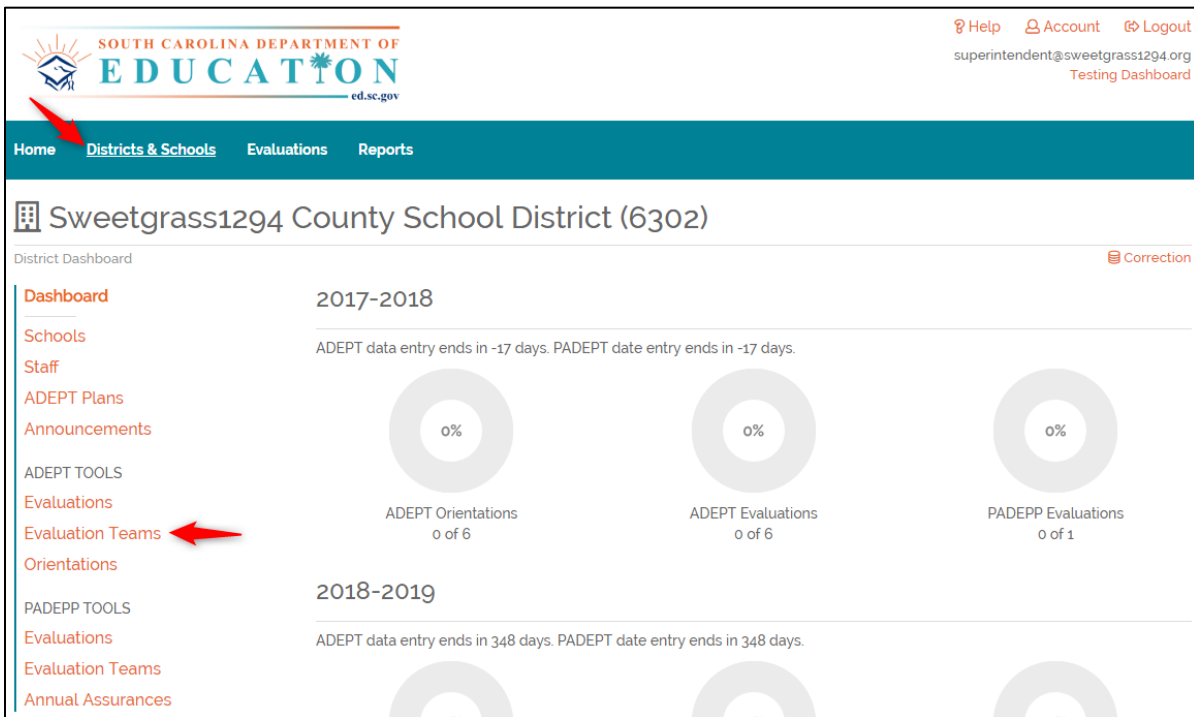 SOUTH CAROLINA DEPARTMENT OF
EDUCATION
ed.sc.gov
Help Account Logout
superintendent@sweetgrass1294.org
Testing Dashboard
Home Districts & Schools Evaluations Reports
Sweetgrass1294 County School District (6302)
District Dashboard
Correction
Dashboard
Schools
Staff
ADEPT Plans
Announcements
ADEPT TOOLS
Evaluations
Evaluation Teams
Orientations
PADEPP TOOLS
Evaluations
Evaluation Teams
Annual Assurances
2017-2018
ADEPT data entry ends in -17 days. PADEPT date entry ends in -17 days.
0% 0% 0%
ADEPT Orientations ADEPT Evaluations PADEPP Evaluations
0 of 6 0 of 6 0 of 1
2018-2019
ADEPT data entry ends in 348 days. PADEPT date entry ends in 348 days.